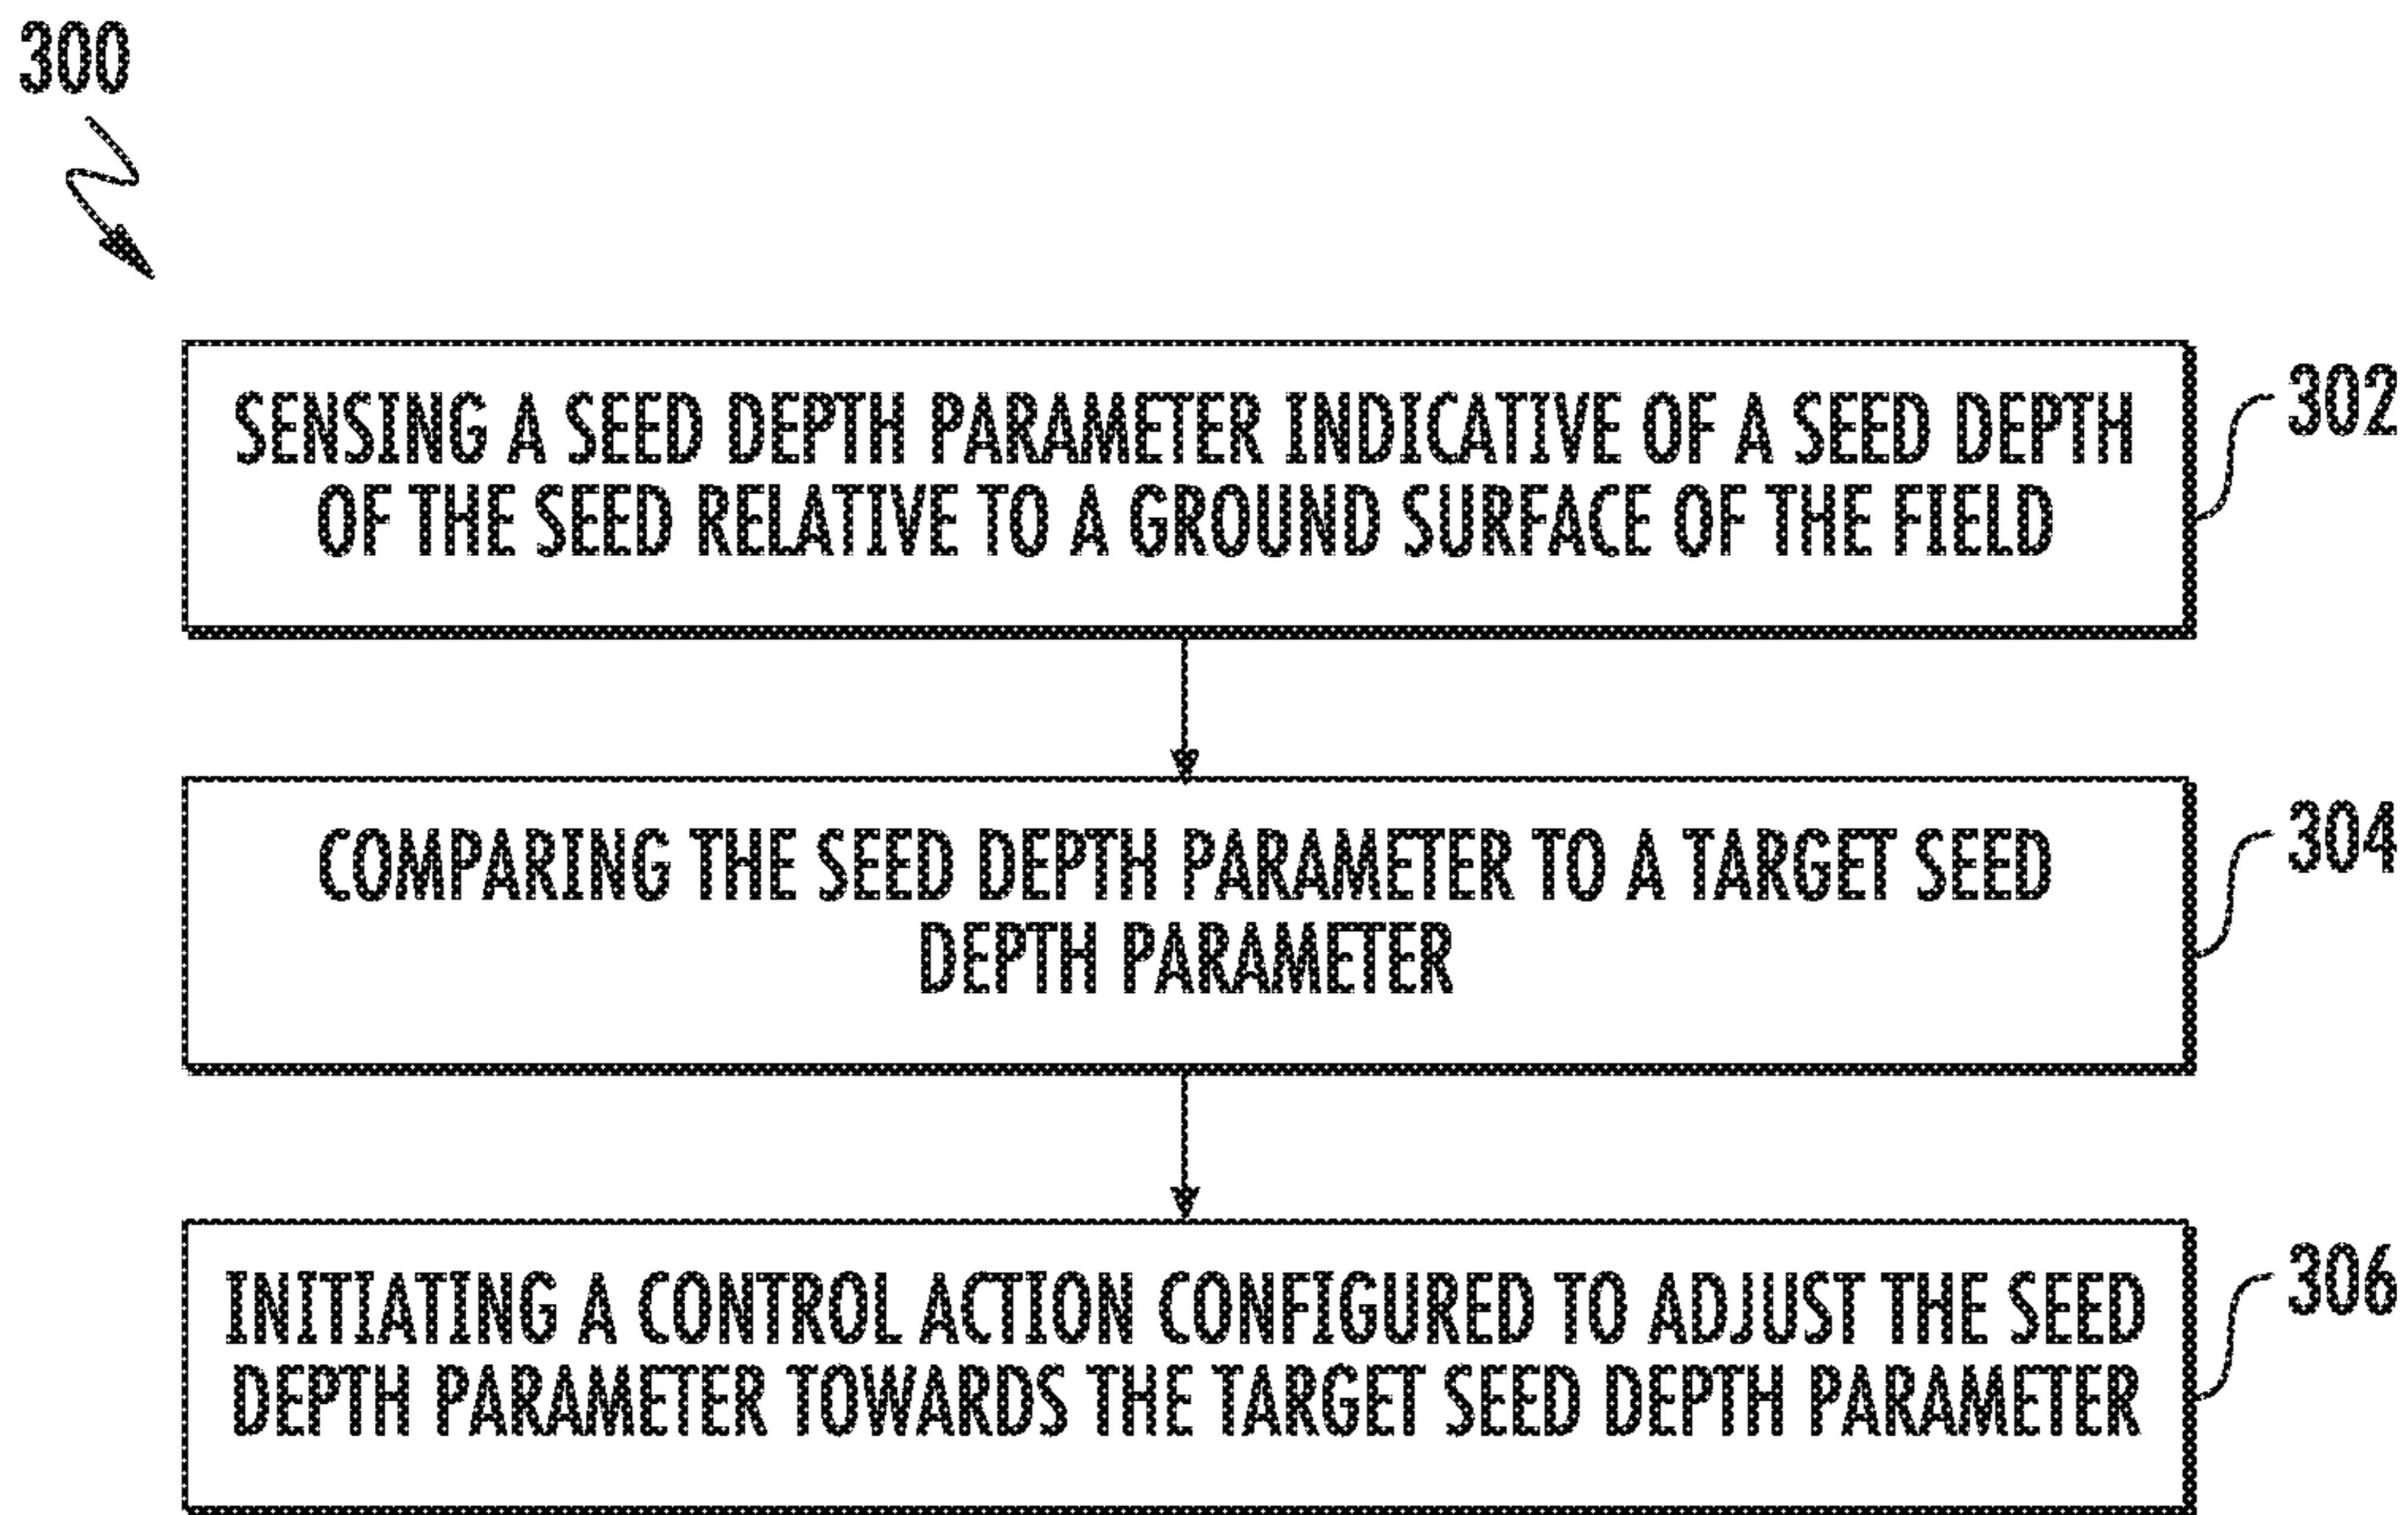 300
SENSING A SEED DEPTH PARAMETER INDICATIVE OF A SEED DEPTH
OF THE SEED RELATIVE TO A GROUND SURFACE OF THE FIELD
302
COMPARING THE SEED DEPTH PARAMETER TO A TARGET SEED
DEPTH PARAMETER
304
INITIATING A CONTROL ACTION CONFIGURED TO ADJUST THE SEED
DEPTH PARAMETER TOWARDS THE TARGET SEED DEPTH PARAMETER
306